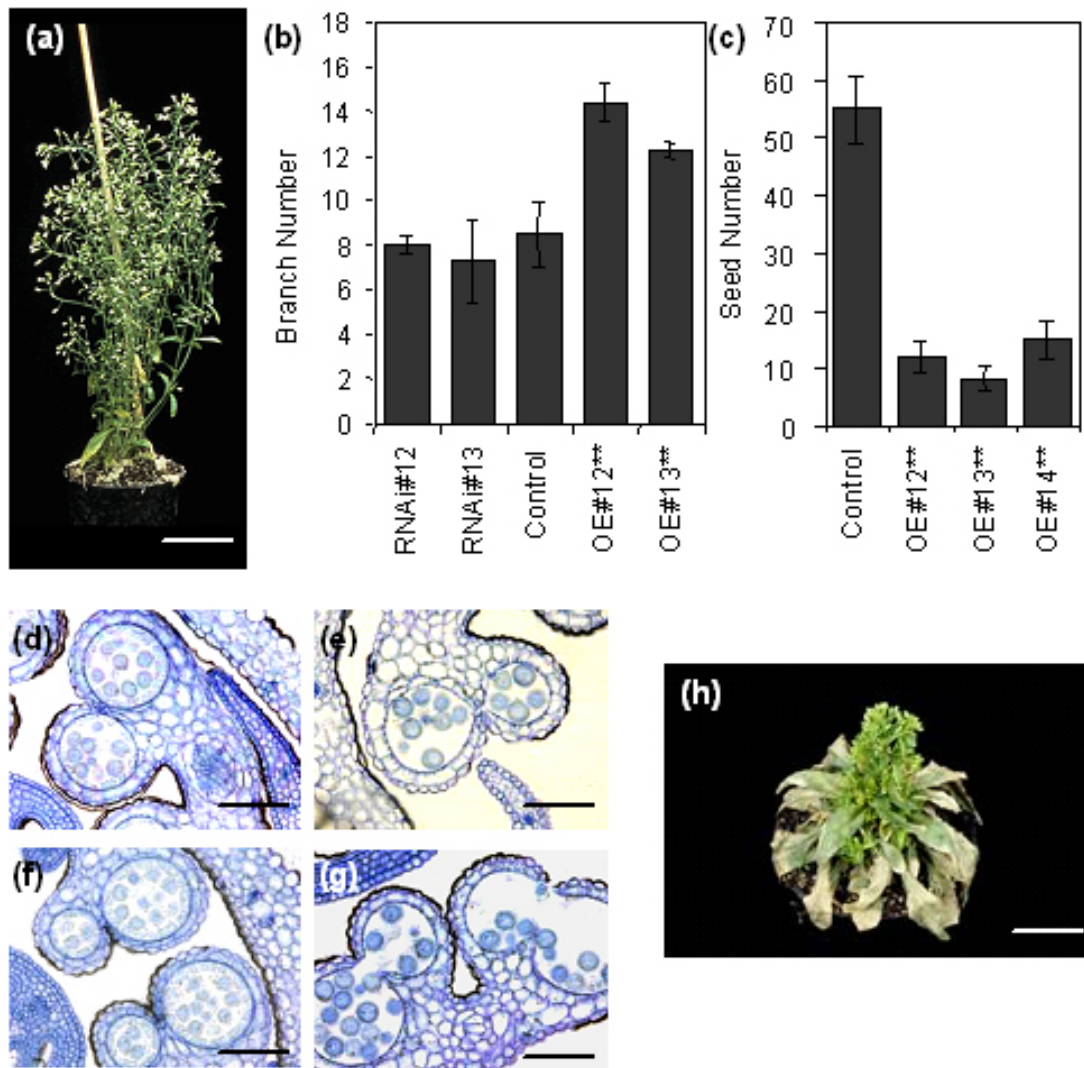 (a)
(b)
18
16
14
12
10
8
6
4
2
0
Branch Number
RNAi#12
RNAi#13
Control
OE#12**
OE#13**
(c)
70
60
50
40
30
20
10
0
Seed Number
Control
OE#12**
OE#13**
OE#14**
(d)
(e)
(f)
(g)
(h)